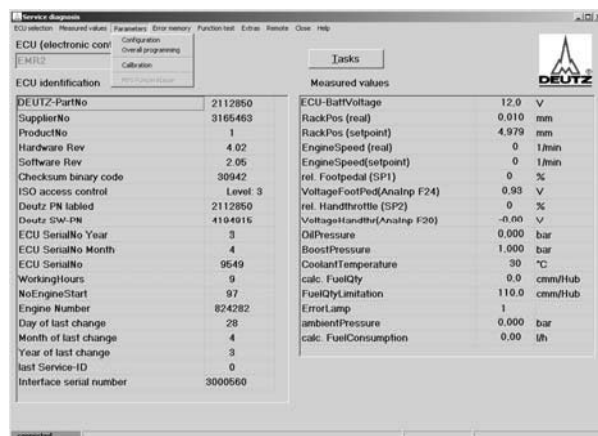 Service diagnosis
ECU selection Measured values Parameters Error memory Function test Extras Remote Close Help
ECU (electronic con
Configuration
Overall programming
Calibration
EMR2
Tasks
DEUTZ
ECU identification
Measured values
DEUTZ-PartNo 2112850
SupplierNo 3165463
ProductNo 1
Hardware Rev 4.02
Software Rev 2.05
Checksum binary code 30942
ISO access control Level: 3
Deutz PN labled 2112850
Deutz SW-PN 4194915
ECU SerialNo Year 3
ECU SerialNo Month 4
ECU SerialNo 9549
WorkingHours 9
NoEngineStart 97
Engine Number 824282
Day of last change 28
Month of last change 4
Year of last change 3
last Service-ID 0
Interface serial number 3000560
ECU-BattVoltage 12,0 V
RackPos (real) 0,010 mm
RackPos (setpoint) 4,979 mm
EngineSpeed (real) 0 1/min
EngineSpeed(setpoint) 0 1/min
rel. Footpedal (SP1) 0 %
VoltageFootPed(AnaInp F24) 0,93 V
rel. Handthrottle (SP2) 0 %
VoltageHandthr(AnaInp F20) -0,00 V
OilPressure 0,000 bar
BoostPressure 1,000 bar
CoolantTemperature 30 °C
calc. FuelQty 0,0 cmm/Hub
FuelQtyLimitation 110,0 cmm/Hub
ErrorLamp 1
ambientPressure 0,000 bar
calc. FuelConsumption 0,00 l/h
connected